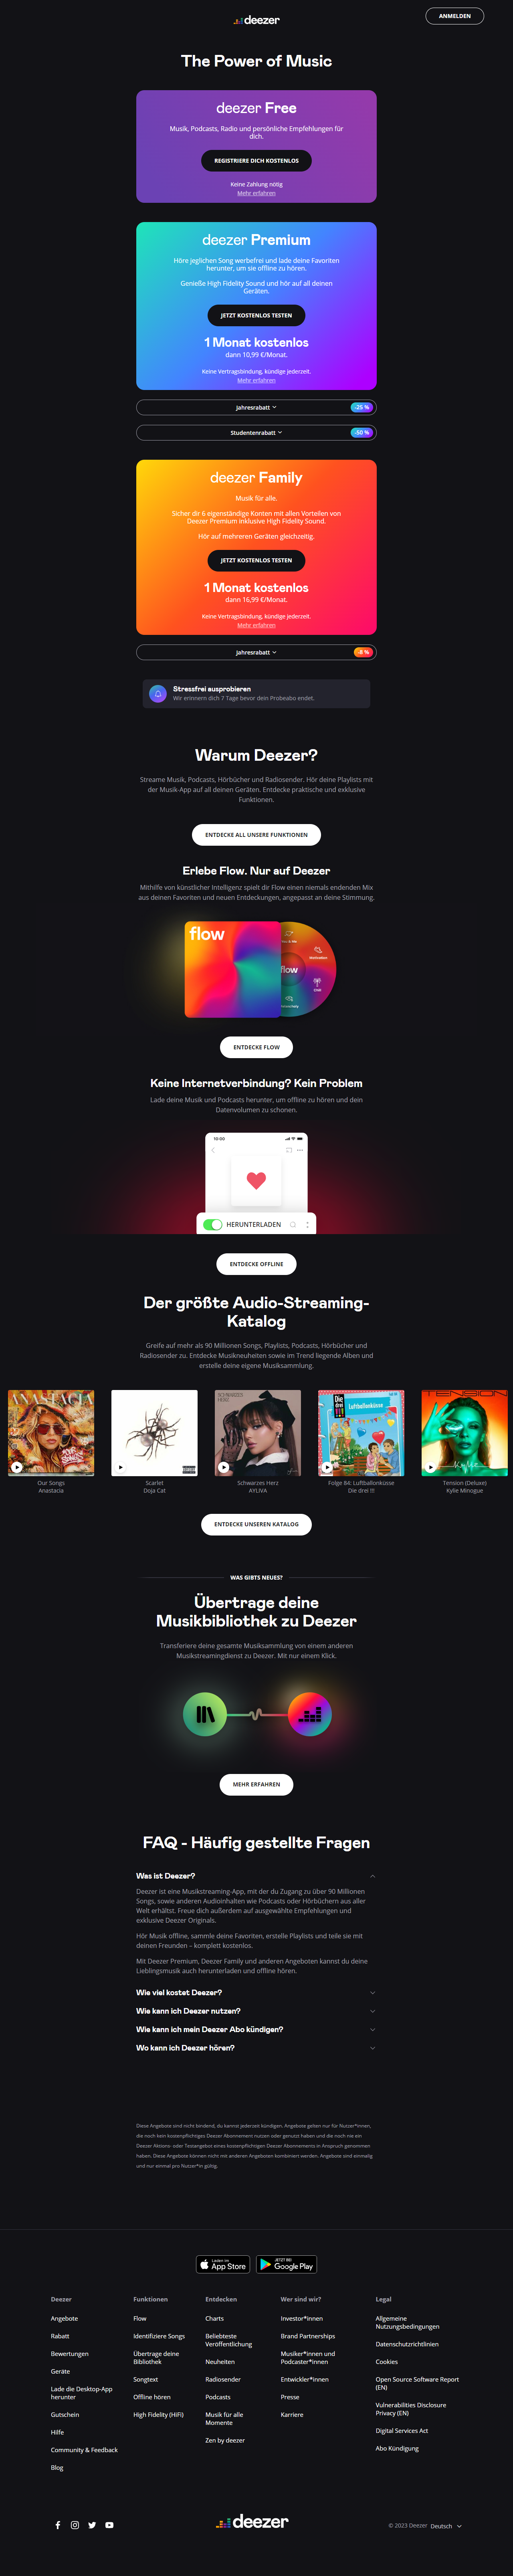 deezer
ANMELDEN
The Power of Music
deezer Free
Musik, Podcasts, Radio und persönliche Empfehlungen für
dich.
REGISTRIERE DICH KOSTENLOS
Keine Zahlung nötig
Mehr erfahren
deezer Premium
Höre jeglichen Song werbefrei und lade deine Favoriten
herunter, um sie offline zu hören.
Genieße High Fidelity Sound und hör auf all deinen
Geräten.
JETZT KOSTENLOS TESTEN
1 Monat kostenlos
dann 10,99 €/Monat.
Keine Vertragsbindung, kündige jederzeit.
Mehr erfahren
Jahresrabatt
-25 %
Studentenrabatt
-50 %
deezer Family
Musik für alle.
Sicher dir 6 eigenständige Konten mit allen Vorteilen von
Deezer Premium inklusive High Fidelity Sound.
Hör auf mehreren Geräten gleichzeitig.
JETZT KOSTENLOS TESTEN
1 Monat kostenlos
dann 16,99 €/Monat.
Keine Vertragsbindung, kündige jederzeit.
Mehr erfahren
Jahresrabatt
-8 %
Stressfrei ausprobieren
Wir erinnern dich 7 Tage bevor dein Probeabo endet.
Warum Deezer?
Streame Musik, Podcasts, Hörbücher und Radiosender. Hör deine Playlists mit
der Musik-App auf all deinen Geräten. Entdecke praktische und exklusive
Funktionen.
ENTDECKE ALL UNSERE FUNKTIONEN
Erlebe Flow. Nur auf Deezer
Mithilfe von künstlicher Intelligenz spielt dir Flow einen niemals endenden Mix
aus deinen Favoriten und neuen Entdeckungen, angepasst an deine Stimmung.
flow
motivation
flow
chill
ENTDECKE FLOW
Keine Internetverbindung? Kein Problem
Lade deine Musik und Podcasts herunter, um offline zu hören und dein
Datenvolumen zu schonen.
10:00
HERUNTERLADEN
ENTDECKE OFFLINE
Der größte Audio-Streaming-
Katalog
Greife auf mehr als 90 Millionen Songs, Playlists, Podcasts, Hörbücher und
Radiosender zu. Entdecke Musikneuheiten sowie im Trend liegende Alben und
erstelle deine eigene Musiksammlung.
ANASTACIA
SCHWARZES
HERZ
Die drei !!!
Luftballonküsse
TENSION
Kylie
Our Songs
Anastacia
Scarlet
Doja Cat
Schwarzes Herz
AYLIVA
Folge 84: Luftballonküsse
Die drei !!!
Tension (Deluxe)
Kylie Minogue
ENTDECKE UNSEREN KATALOG
WAS GIBTS NEUES?
Übertrage deine
Musikbibliothek zu Deezer
Transferiere deine gesamte Musiksammlung von einem anderen
Musikstreamingdienst zu Deezer. Mit nur einem Klick.
MEHR ERFAHREN
FAQ - Häufig gestellte Fragen
Was ist Deezer?
Deezer ist eine Musikstreaming-App, mit der du Zugang zu über 90 Millionen
Songs, sowie anderen Audioinhalten wie Podcasts oder Hörbüchern aus aller
Welt erhältst. Freue dich außerdem auf ausgewählte Empfehlungen und
exklusive Deezer Originals.
Hör Musik offline, sammle deine Favoriten, erstelle Playlists und teile sie mit
deinen Freunden – komplett kostenlos.
Mit Deezer Premium, Deezer Family und anderen Angeboten kannst du deine
Lieblingsmusik auch herunterladen und offline hören.
Wie viel kostet Deezer?
Wie kann ich Deezer nutzen?
Wie kann ich mein Deezer Abo kündigen?
Wo kann ich Deezer hören?
Diese Angebote sind nicht bindend, du kannst jederzeit kündigen. Angebote gelten nur für Nutzer*innen,
die noch kein kostenpflichtiges Deezer Abonnement nutzen oder genutzt haben und die noch nie ein
Deezer Aktions- oder Testangebot eines kostenpflichtigen Deezer Abonnements in Anspruch genommen
haben. Diese Angebote können nicht mit anderen Angeboten kombiniert werden. Angebote sind einmalig
und nur einmal pro Nutzer*in gültig.
Laden im
App Store
JETZT BEI
Google Play
Deezer
Angebote
Rabatt
Bewertungen
Geräte
Lade die Desktop-App
herunter
Gutschein
Hilfe
Community & Feedback
Blog
Funktionen
Flow
Identifiziere Songs
Übertrage deine
Bibliothek
Songtext
Offline hören
High Fidelity (HiFi)
Entdecken
Charts
Beliebteste
Veröffentlichung
Neuheiten
Radiosender
Podcasts
Musik für alle
Momente
Zen by deezer
Wer sind wir?
Investor*innen
Brand Partnerships
Musiker*innen und
Podcaster*innen
Entwickler*innen
Presse
Karriere
Legal
Allgemeine
Nutzungsbedingungen
Datenschutzrichtlinien
Cookies
Open Source Software Report
(EN)
Vulnerabilities Disclosure
Privacy (EN)
Digital Services Act
Abo Kündigung
deezer
© 2023 Deezer
Deutsch